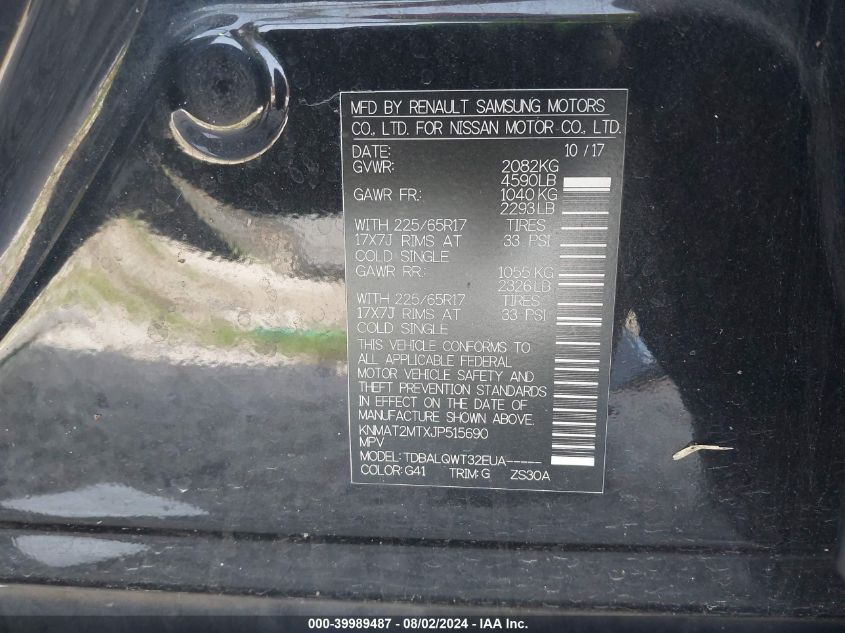 MFD BY RENAULT SAMSUNG MOTORS
CO., LTD. FOR NISSAN MOTOR CO., LTD.
DATE: 10/17
GVWR: 2082KG
4590LB
GAWR FR.: 1040KG
2293LB
WITH 225/65R17 TIRES
17X7J RIMS AT 33 PSI
COLD SINGLE
GAWR RR.: 1055KG
2326LB
WITH 225/65R17 TIRES
17X7J RIMS AT 33 PSI
COLD SINGLE
THIS VEHICLE CONFORMS TO
ALL APPLICABLE FEDERAL
MOTOR VEHICLE SAFETY AND
THEFT PREVENTION STANDARDS
IN EFFECT ON THE DATE OF
MANUFACTURE SHOWN ABOVE.
KNMAT2MTXJP515690
MPV
MODEL: TDBALQWT32EUA-----
COLOR: G41 TRIM: G ZS30A
000-39989487 - 08/02/2024 - IAA Inc.